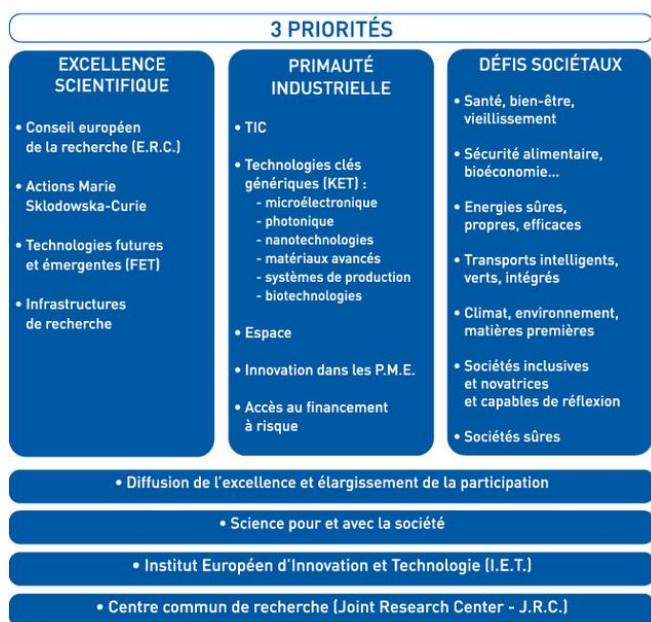 3 PRIORITÉS
EXCELLENCE
SCIENTIFIQUE
• Conseil européen
de la recherche (E.R.C.)
• Actions Marie
Sklodowska-Curie
• Technologies futures
et émergentes (FET)
• Infrastructures
de recherche
PRIMAUTÉ
INDUSTRIELLE
• TIC
• Technologies clés
génériques (KET) :
- microélectronique
- photonique
- nanotechnologies
- matériaux avancés
- systèmes de production
- biotechnologies
• Espace
• Innovation dans les P.M.E.
• Accès au financement
à risque
DÉFIS SOCIÉTAUX
• Santé, bien-être,
vieillissement
• Sécurité alimentaire,
bioéconomie...
• Energies sûres,
propres, efficaces
• Transports intelligents,
verts, intégrés
• Climat, environnement,
matières premières
• Sociétés inclusives
et novatrices
et capables de réflexion
• Sociétés sûres
• Diffusion de l'excellence et élargissement de la participation
• Science pour et avec la société
• Institut Européen d'Innovation et Technologie (I.E.T.)
• Centre commun de recherche (Joint Research Center - J.R.C.)